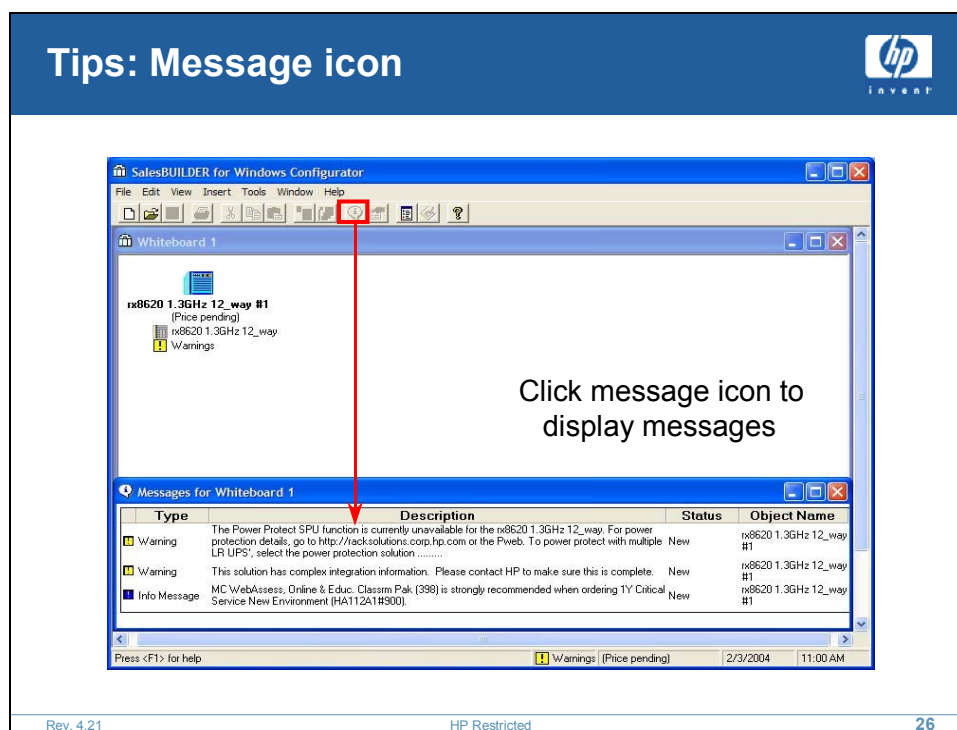 Tips: Message icon
hp
invent
SalesBUILDER for Windows Configurator
File Edit View Insert Tools Window Help
Whiteboard 1
rx8620 1.3GHz 12_way #1
(Price pending)
rx8620 1.3GHz 12_way
Warnings
Click message icon to
display messages
Messages for Whiteboard 1
Type Description Status Object Name
Warning The Power Protect SPU function is currently unavailable for the rx8620 1.3GHz 12_way. For power
protection details, go to http://racksolutions.corp.hp.com or the Pweb. To power protect with multiple
LR UPS', select the power protection solution ......... New rx8620 1.3GHz 12_way
#1
Warning This solution has complex integration information. Please contact HP to make sure this is complete. New rx8620 1.3GHz 12_way
#1
Info Message MC WebAssess, Online & Educ. Classrm Pak (398) is strongly recommended when ordering 1Y Critical
Service New Environment (HA112A1#900). New rx8620 1.3GHz 12_way
#1
Press <F1> for help Warnings (Price pending) 2/3/2004 11:00 AM
Rev. 4.21 HP Restricted 26